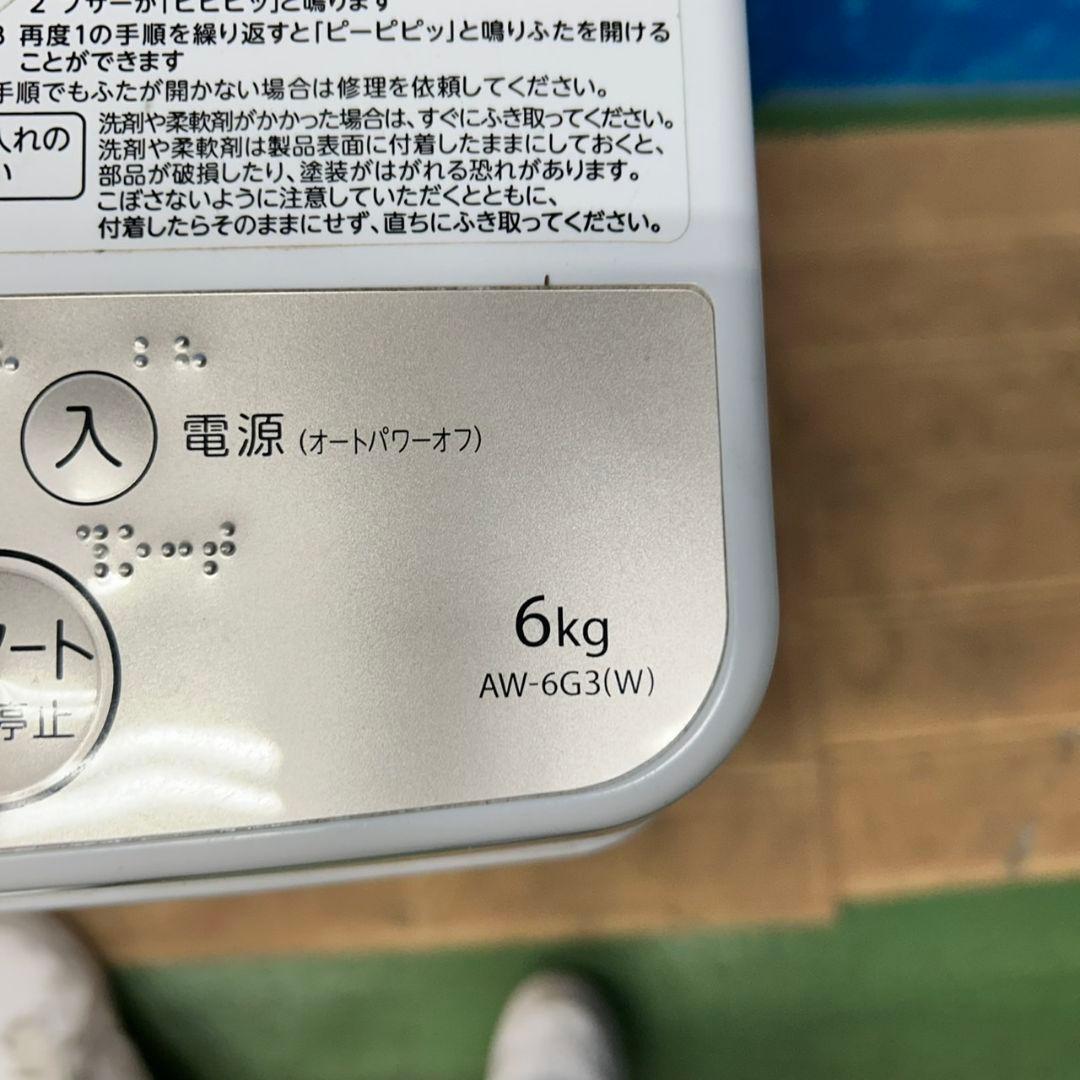 2 ブザーが「ピピピッ」と鳴ります
3 再度1の手順を繰り返すと「ピーピピッ」と鳴りふたを開ける
ことができます
手順でもふたが開かない場合は修理を依頼してください。
入れの
い
洗剤や柔軟剤がかかった場合は、すぐにふき取ってください。
洗剤や柔軟剤は製品表面に付着したままにしておくと、
部品が破損したり、塗装がはがれる恐れがあります。
こぼさないように注意していただくとともに、
付着したらそのままにせず、直ちにふき取ってください。
入 電源 (オートパワーオフ)
タート
停止
6kg
AW-6G3(W)